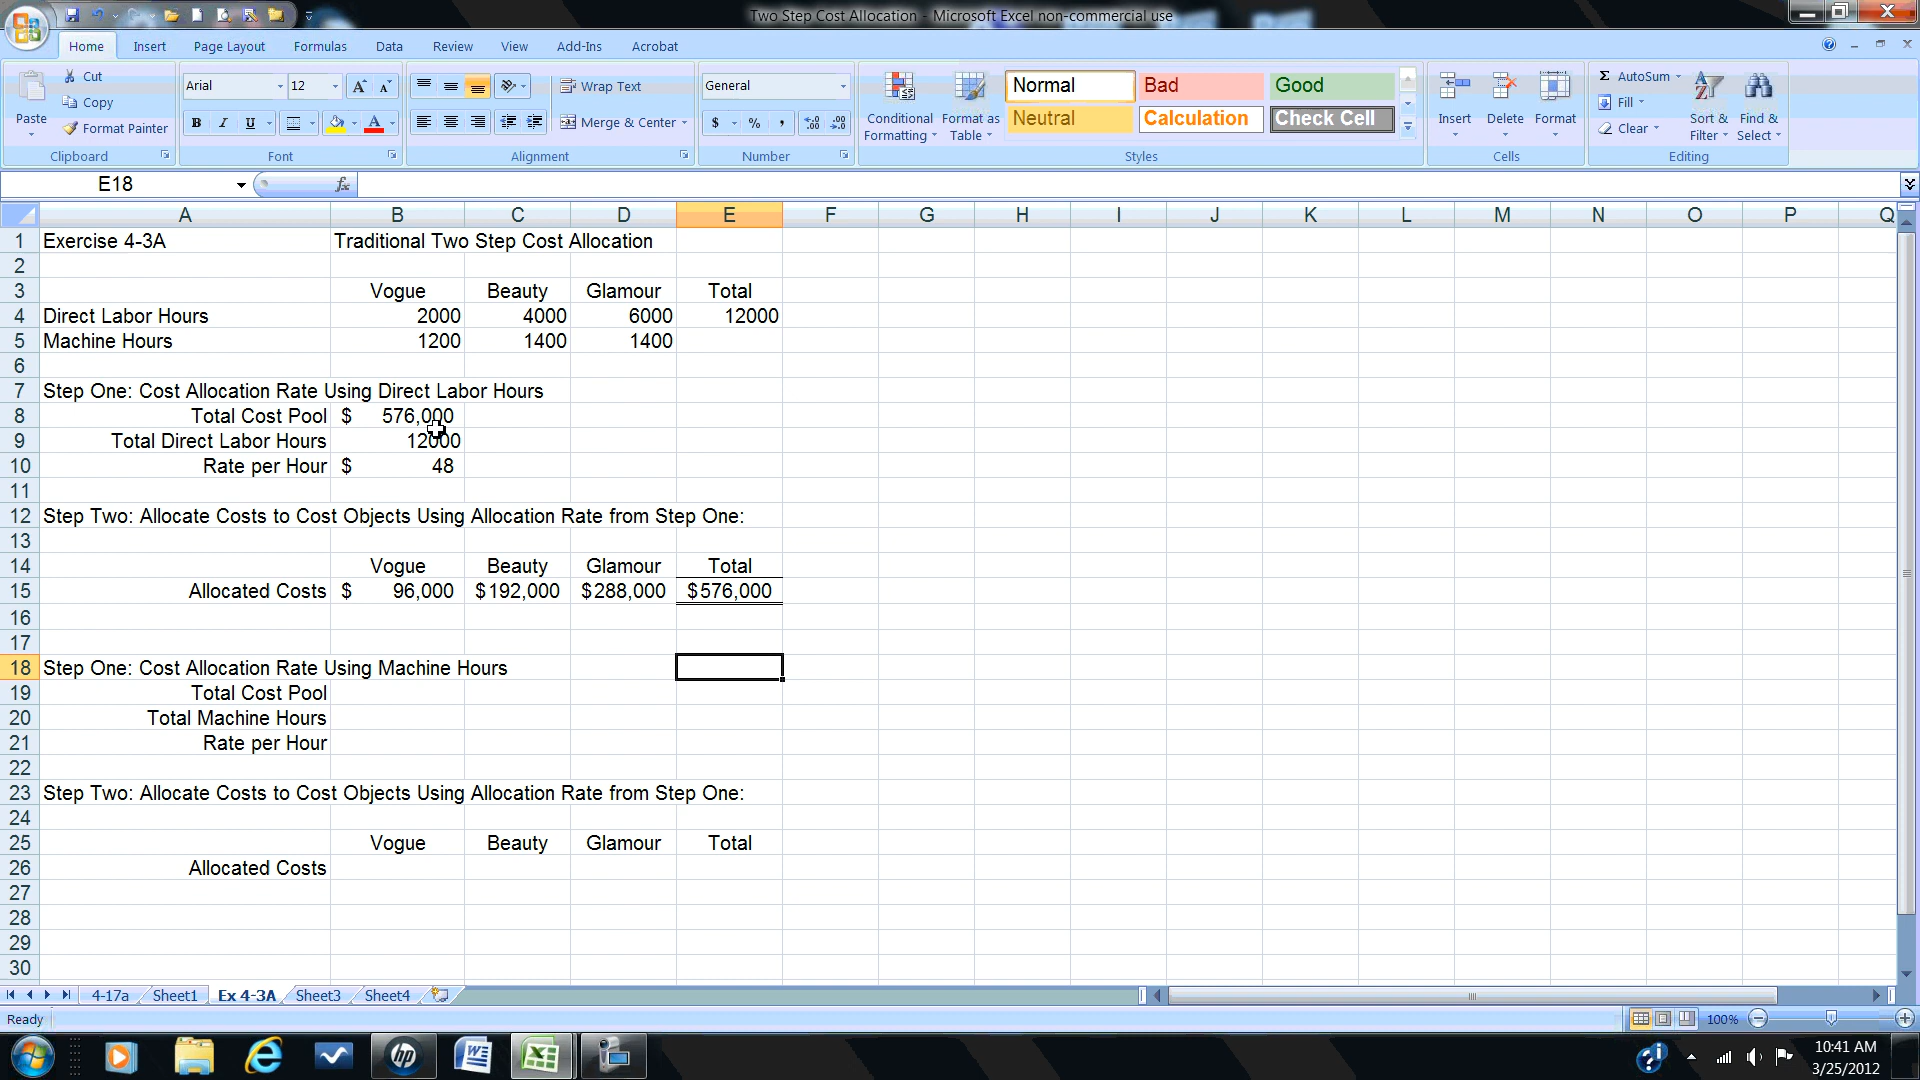 Two Step Cost Allocation - Microsoft Excel non-commercial use
Home Insert Page Layout Formulas Data Review View Add-Ins Acrobat
Paste Cut Copy Format Painter
Arial 12
B I U
Wrap Text
Merge & Center
General
$ % ,
Conditional Formatting Format as Table
Normal Bad Good
Neutral Calculation Check Cell
Insert Delete Format
Σ AutoSum
Fill
Clear
Sort & Filter Find & Select
Clipboard Font Alignment Number Styles Cells Editing
E18 fx
A B C D E F G H I J K L M N O P Q
1 Exercise 4-3A Traditional Two Step Cost Allocation
2
3 Vogue Beauty Glamour Total
4 Direct Labor Hours 2000 4000 6000 12000
5 Machine Hours 1200 1400 1400
6
7 Step One: Cost Allocation Rate Using Direct Labor Hours
8 Total Cost Pool $ 576,000
9 Total Direct Labor Hours 12000
10 Rate per Hour $ 48
11
12 Step Two: Allocate Costs to Cost Objects Using Allocation Rate from Step One:
13
14 Vogue Beauty Glamour Total
15 Allocated Costs $ 96,000 $192,000 $288,000 $576,000
16
17
18 Step One: Cost Allocation Rate Using Machine Hours
19 Total Cost Pool
20 Total Machine Hours
21 Rate per Hour
22
23 Step Two: Allocate Costs to Cost Objects Using Allocation Rate from Step One:
24
25 Vogue Beauty Glamour Total
26 Allocated Costs
27
28
29
30
4-17a Sheet1 Ex 4-3A Sheet3 Sheet4
Ready 100%
hp
10:41 AM
3/25/2012